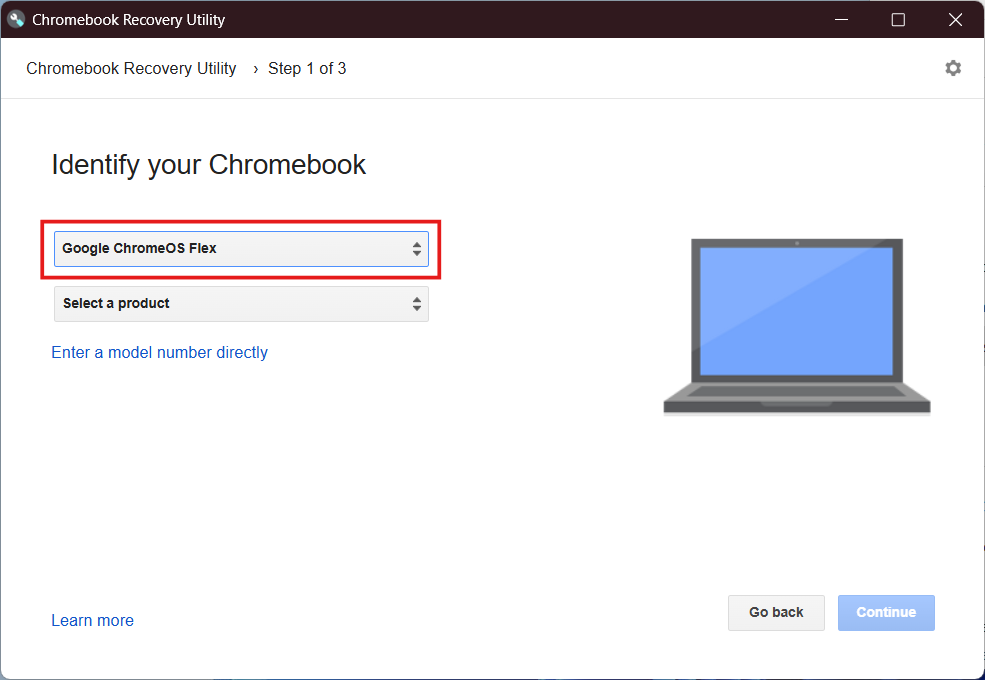 Chromebook Recovery Utility
Chromebook Recovery Utility › Step 1 of 3
Identify your Chromebook
Google ChromeOS Flex
Select a product
Enter a model number directly
Learn more
Go back
Continue